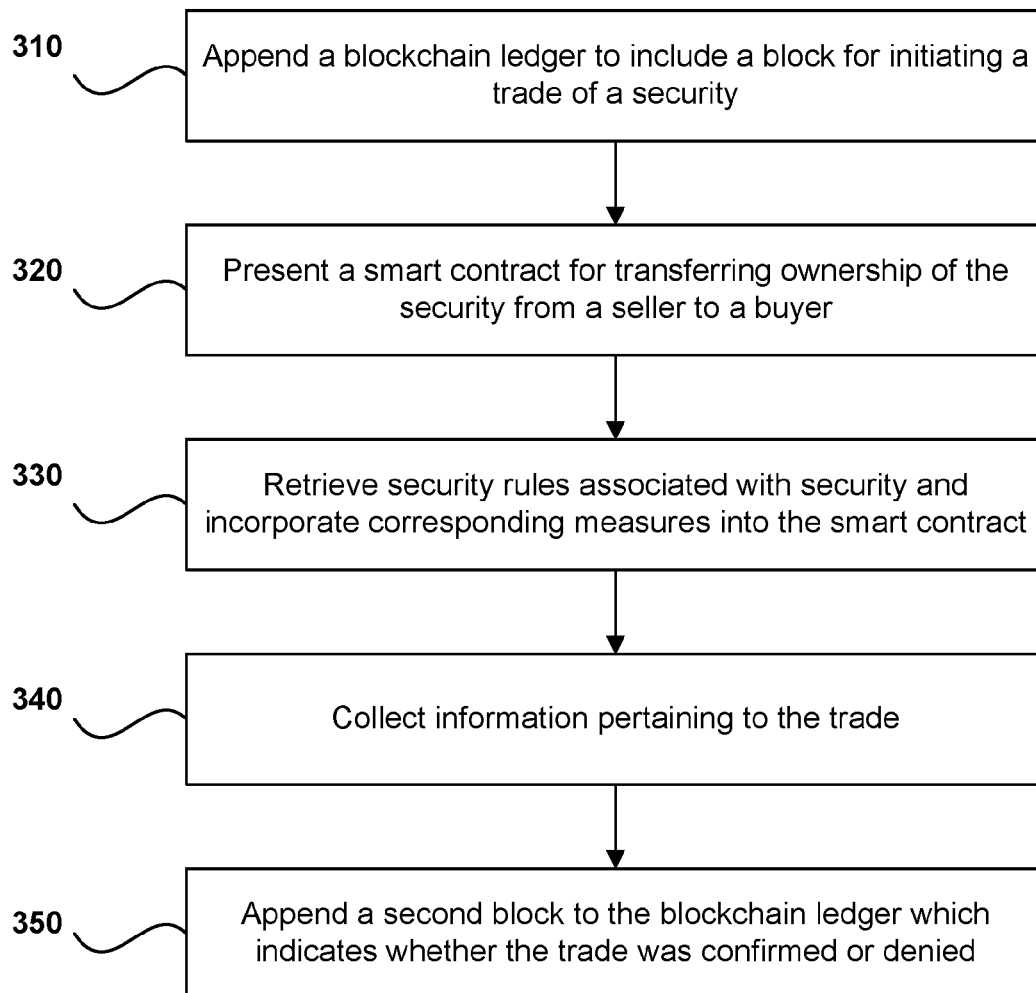 310
Append a blockchain ledger to include a block for initiating a
trade of a security
320
Present a smart contract for transferring ownership of the
security from a seller to a buyer
330
Retrieve security rules associated with security and
incorporate corresponding measures into the smart contract
340
Collect information pertaining to the trade
350
Append a second block to the blockchain ledger which
indicates whether the trade was confirmed or denied